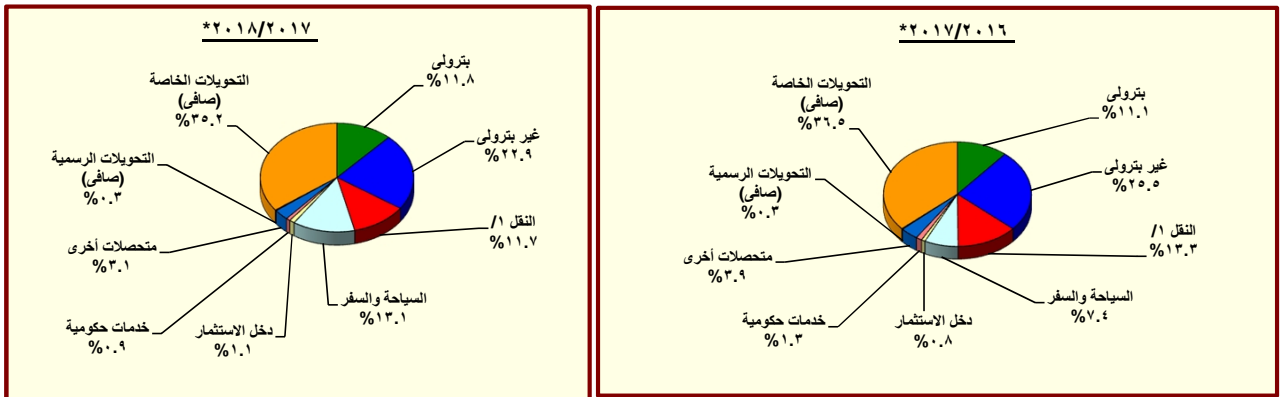 *٢٠١٧/٢٠١٦
بترولى
%١١.١
غير بترولى
%٢٥.٥
النقل ١/
%١٣.٣
السياحة والسفر
%٧.٤
دخل الاستثمار
%٠.٨
خدمات حكومية
%١.٣
متحصلات أخرى
%٣.٩
التحويلات الرسمية
(صافى)
%٠.٣
التحويلات الخاصة
(صافى)
%٣٦.٥
*٢٠١٨/٢٠١٧
بترولى
%١١.٨
غير بترولى
%٢٢.٩
النقل ١/
%١١.٧
السياحة والسفر
%١٣.١
دخل الاستثمار
%١.١
خدمات حكومية
%٠.٩
متحصلات أخرى
%٣.١
التحويلات الرسمية
(صافى)
%٠.٣
التحويلات الخاصة
(صافى)
%٣٥.٢